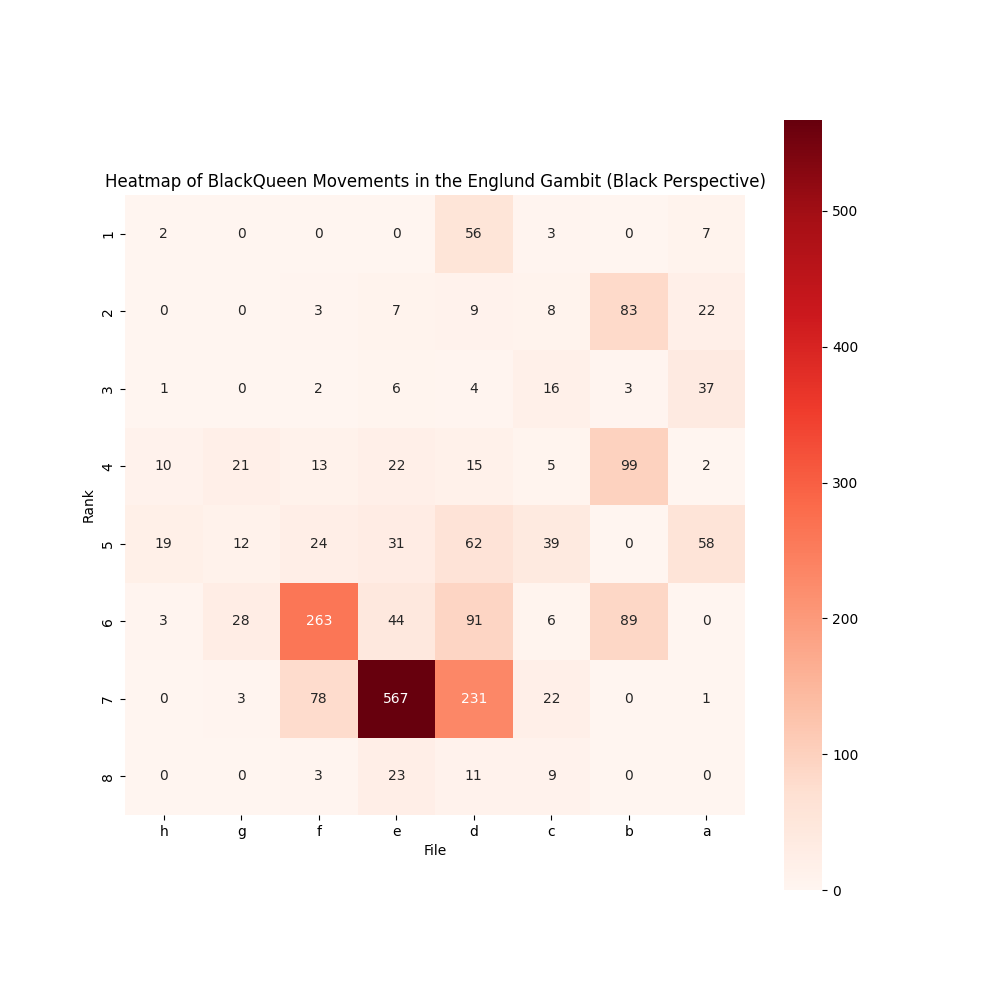 Heatmap of BlackQueen Movements in the Englund Gambit (Black Perspective)
1 2 0 0 0 56 3 0 7
2 0 0 3 7 9 8 83 22
3 1 0 2 6 4 16 3 37
4 10 21 13 22 15 5 99 2
5 19 12 24 31 62 39 0 58
6 3 28 263 44 91 6 89 0
7 0 3 78 567 231 22 0 1
8 0 0 3 23 11 9 0 0
h g f e d c b a
File
Rank
500
400
300
200
100
0